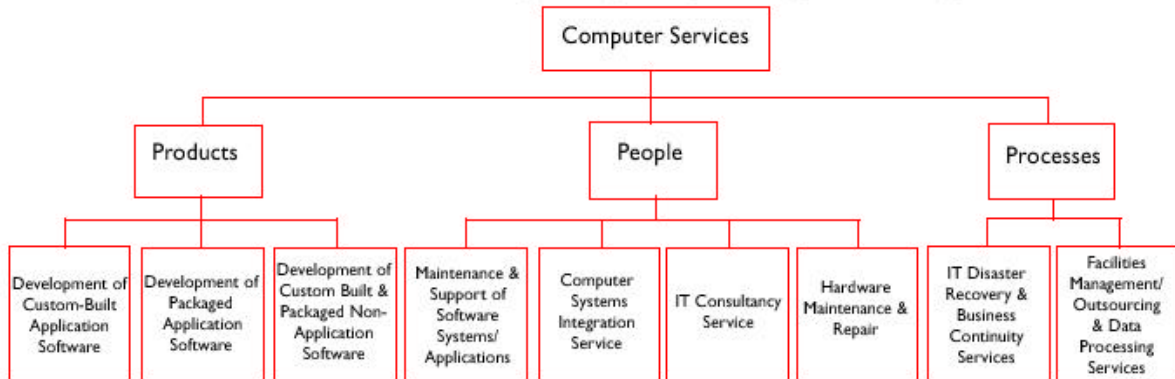 Computer Services
Products
People
Processes
Development of
Custom-Built
Application
Software
Development of
Packaged
Application
Software
Development of
Custom Built &
Packaged Non-
Application
Software
Maintenance &
Support of
Software
Systems/
Applications
Computer
Systems
Integration
Service
IT Consultancy
Service
Hardware
Maintenance &
Repair
IT Disaster
Recovery &
Business
Continuity
Services
Facilities
Management/
Outsourcing
& Data
Processing
Services